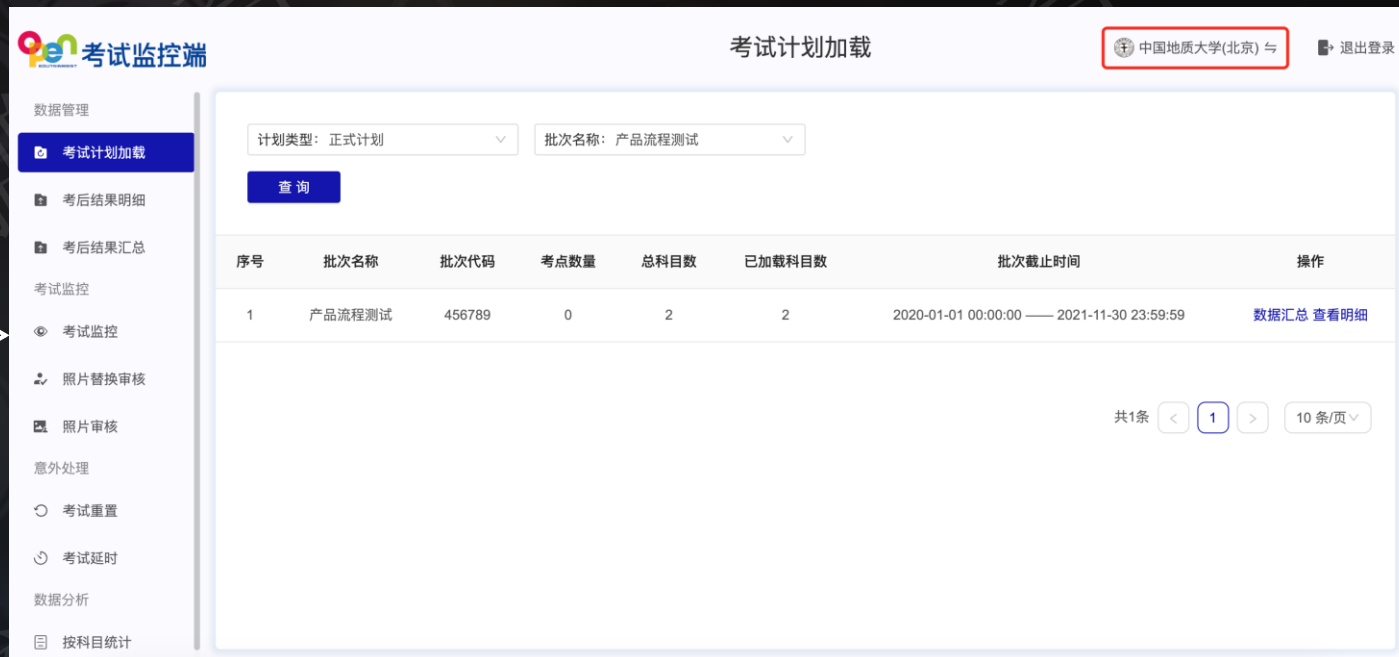 open 考试监控端
考试计划加载
中国地质大学(北京)
退出登录
数据管理
考试计划加载
考后结果明细
考后结果汇总
考试监控
考试监控
照片替换审核
照片审核
意外处理
考试重置
考试延时
数据分析
按科目统计
计划类型: 正式计划 批次名称: 产品流程测试
查 询
序号 批次名称 批次代码 考点数量 总科目数 已加载科目数 批次截止时间 操作
1 产品流程测试 456789 0 2 2 2020-01-01 00:00:00 —— 2021-11-30 23:59:59 数据汇总 查看明细
共1条 < 1 > 10 条/页